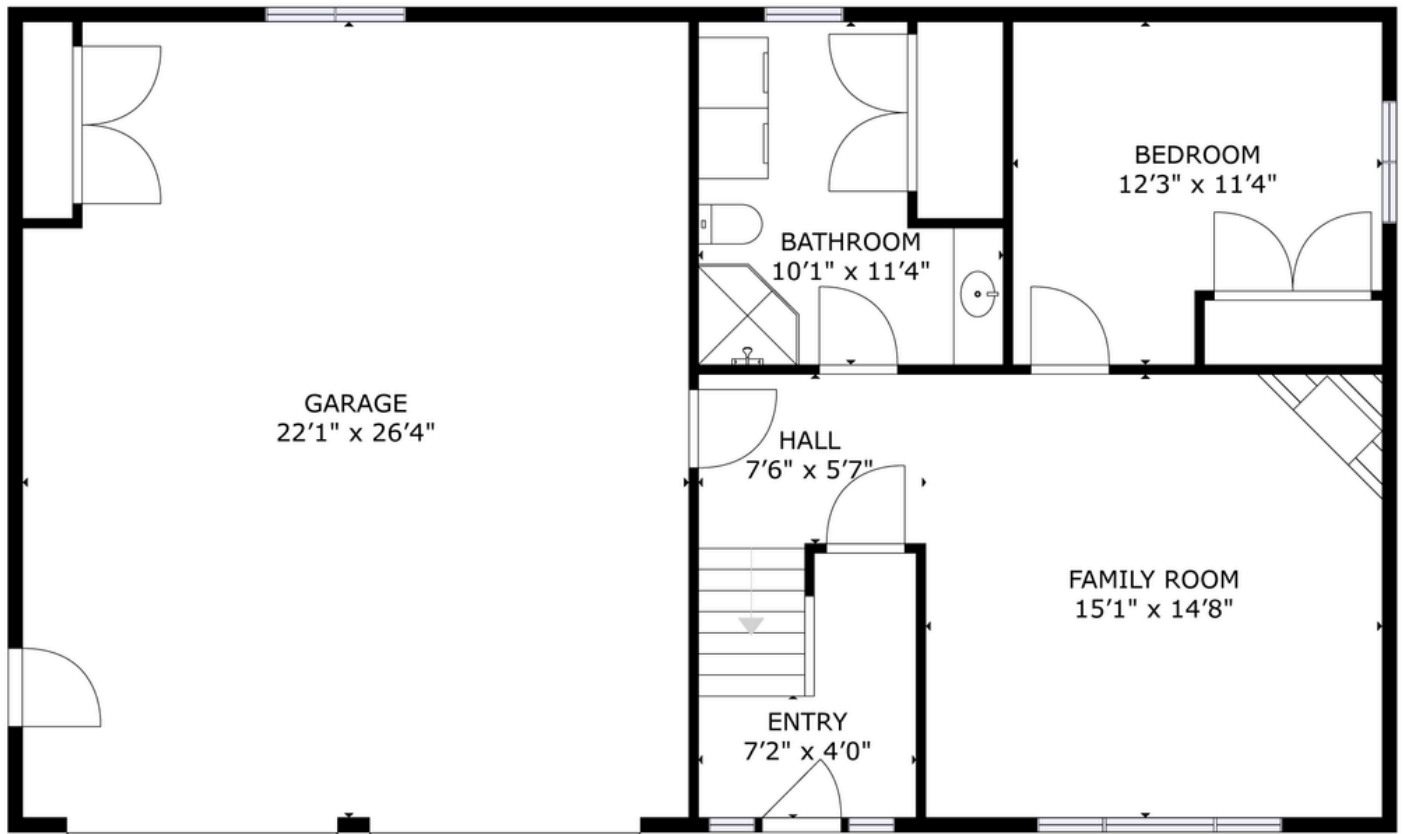 BEDROOM
12'3" x 11'4"
BATHROOM
10'1" x 11'4"
GARAGE
22'1" x 26'4"
HALL
7'6" x 5'7"
FAMILY ROOM
15'1" x 14'8"
ENTRY
7'2" x 4'0"